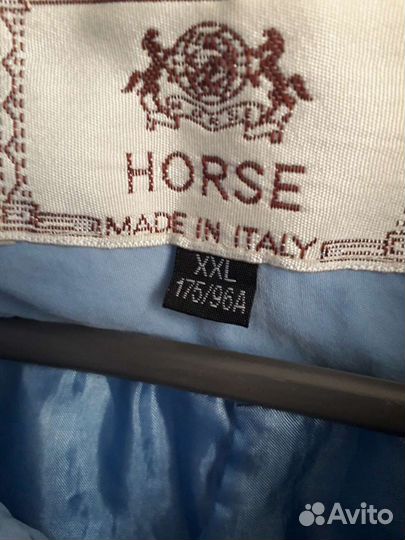 HORSE
MADE IN ITALY
XXL
175/96A
Avito